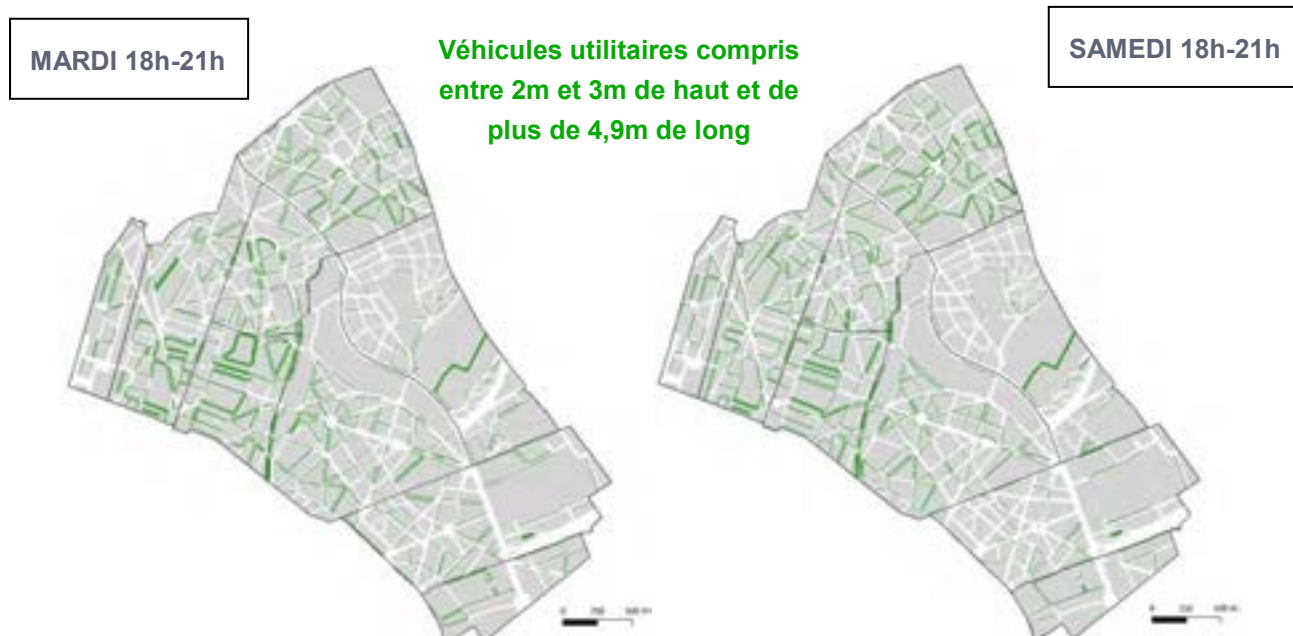 MARDI 18h-21h
Véhicules utilitaires compris
entre 2m et 3m de haut et de
plus de 4,9m de long
SAMEDI 18h-21h
0
0